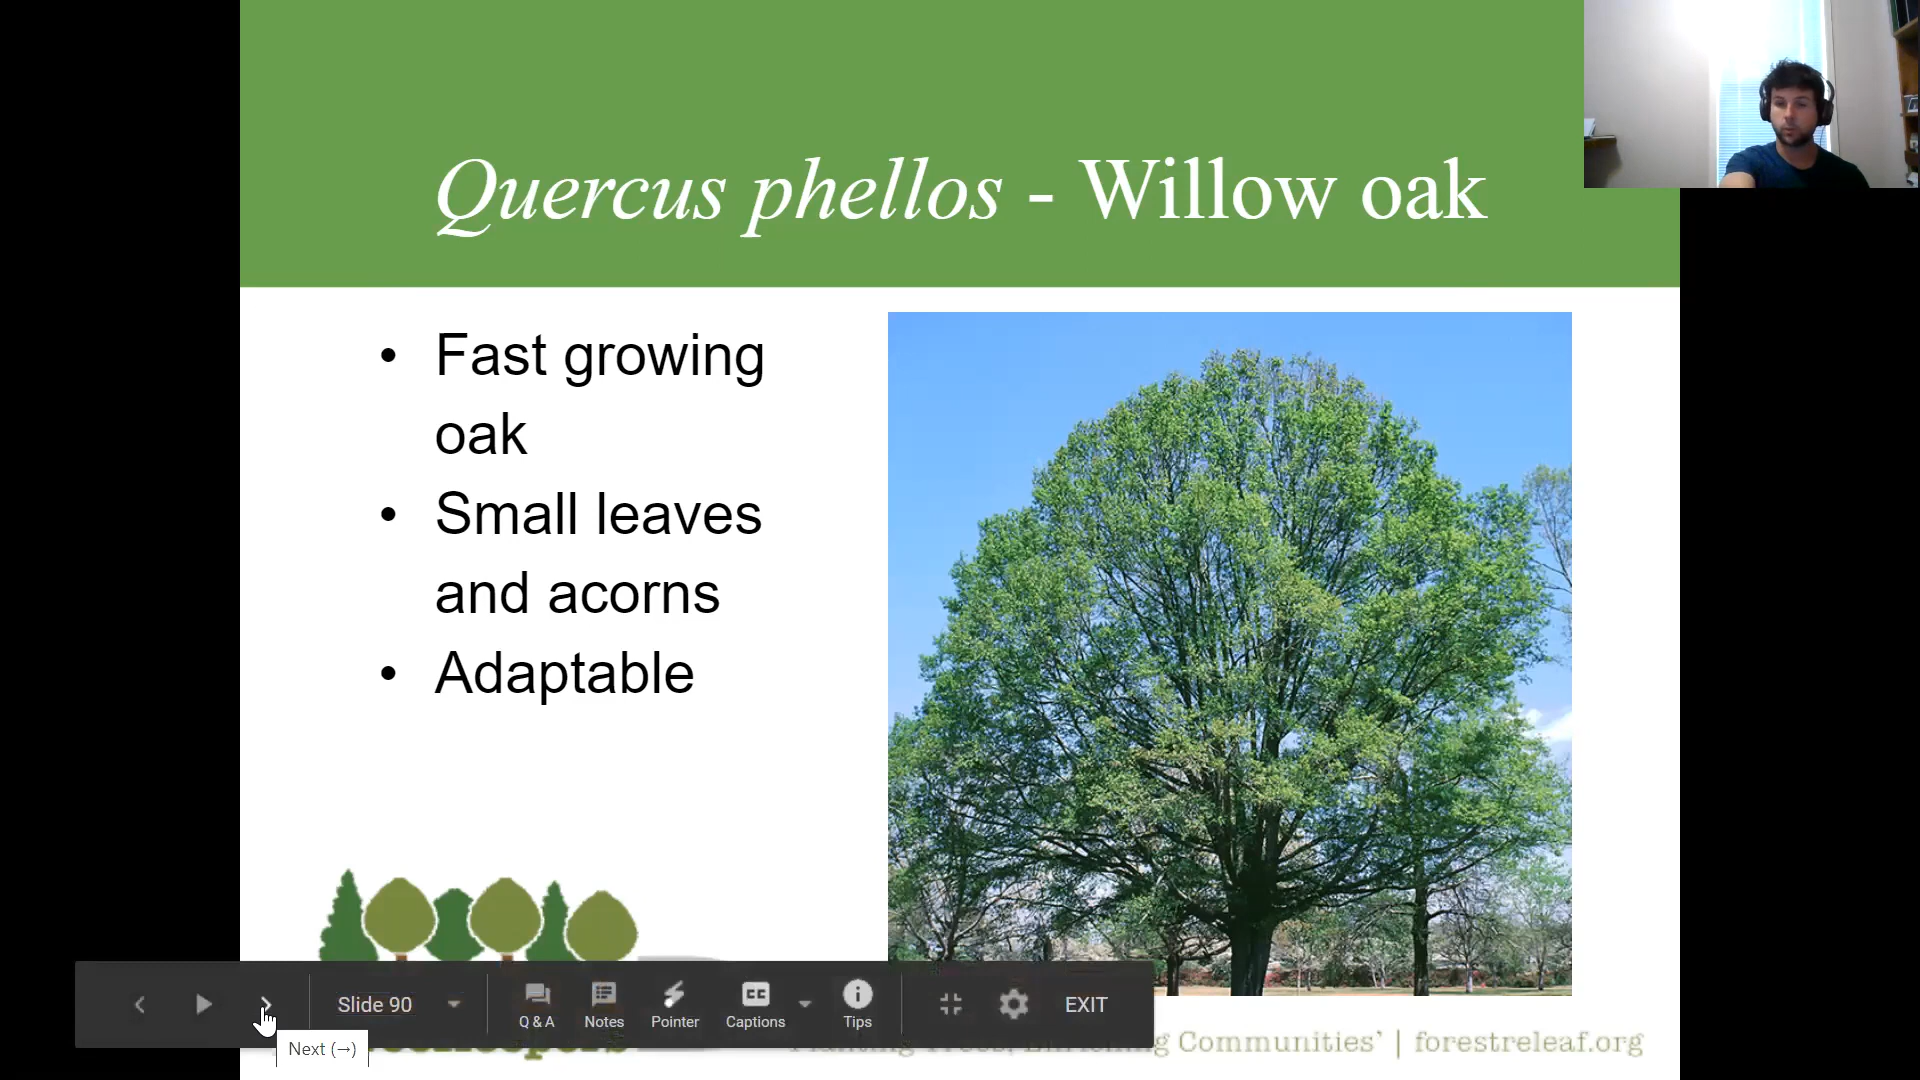 Quercus phellos - Willow oak
• Fast growing
oak
• Small leaves
and acorns
• Adaptable
Slide 90
Q & A
Notes
Pointer
CC
Captions
Tips
EXIT
Next (→)
Communities’ | forestreleaf.org